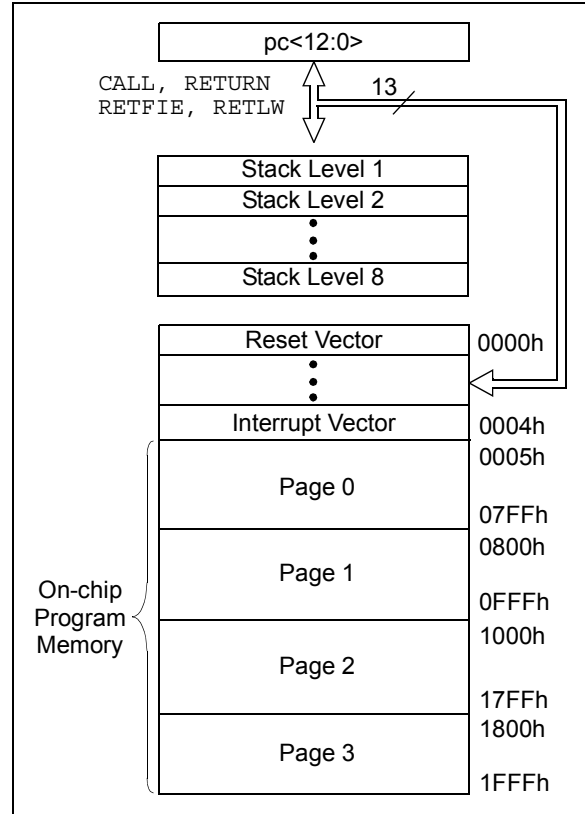 pc<12:0>
CALL, RETURN
RETFIE, RETLW
13
Stack Level 1
Stack Level 2
Stack Level 8
Reset Vector
0000h
Interrupt Vector
0004h
0005h
Page 0
07FFh
0800h
Page 1
0FFFh
On-chip
Program
Memory
1000h
Page 2
17FFh
1800h
Page 3
1FFFh